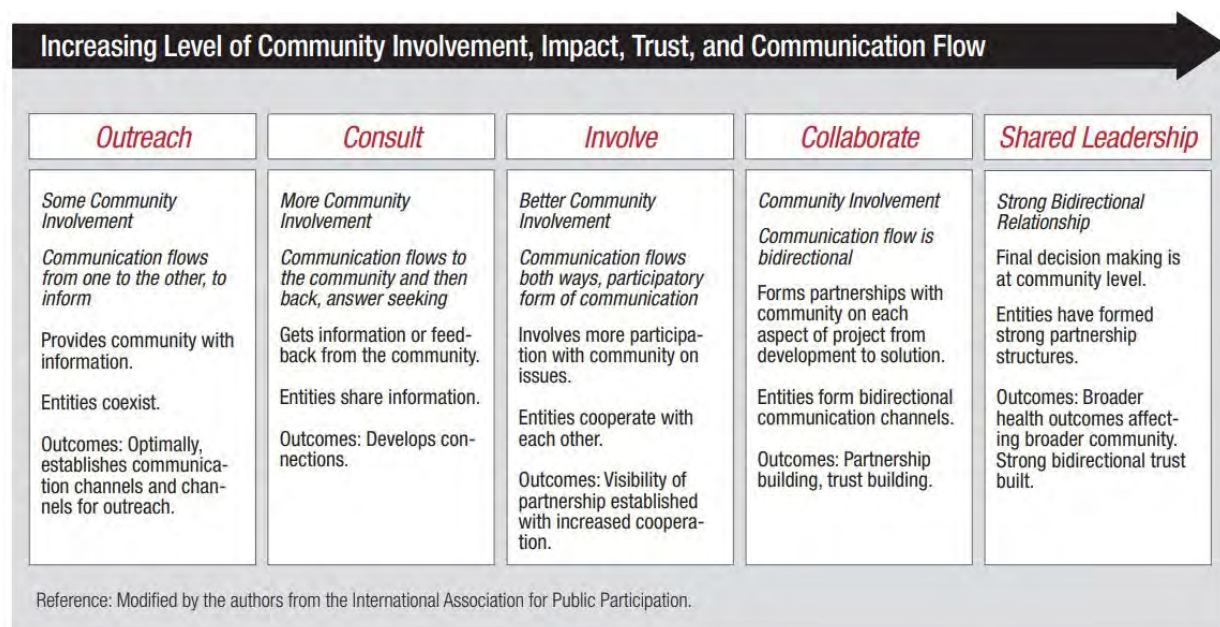 Increasing Level of Community Involvement, Impact, Trust, and Communication Flow
Outreach
Some Community
Involvement
Communication flows
from one to the other, to
inform
Provides community with
information.
Entities coexist.
Outcomes: Optimally,
establishes communica-
tion channels and chan-
nels for outreach.
Consult
More Community
Involvement
Communication flows to
the community and then
back, answer seeking
Gets information or feed-
back from the community.
Entities share information.
Outcomes: Develops con-
nections.
Involve
Better Community
Involvement
Communication flows
both ways, participatory
form of communication
Involves more participa-
tion with community on
issues.
Entities cooperate with
each other.
Outcomes: Visibility of
partnership established
with increased coopera-
tion.
Collaborate
Community Involvement
Communication flow is
bidirectional
Forms partnerships with
community on each
aspect of project from
development to solution.
Entities form bidirectional
communication channels.
Outcomes: Partnership
building, trust building.
Shared Leadership
Strong Bidirectional
Relationship
Final decision making is
at community level.
Entities have formed
strong partnership
structures.
Outcomes: Broader
health outcomes affect-
ing broader community.
Strong bidirectional trust
built.
Reference: Modified by the authors from the International Association for Public Participation.